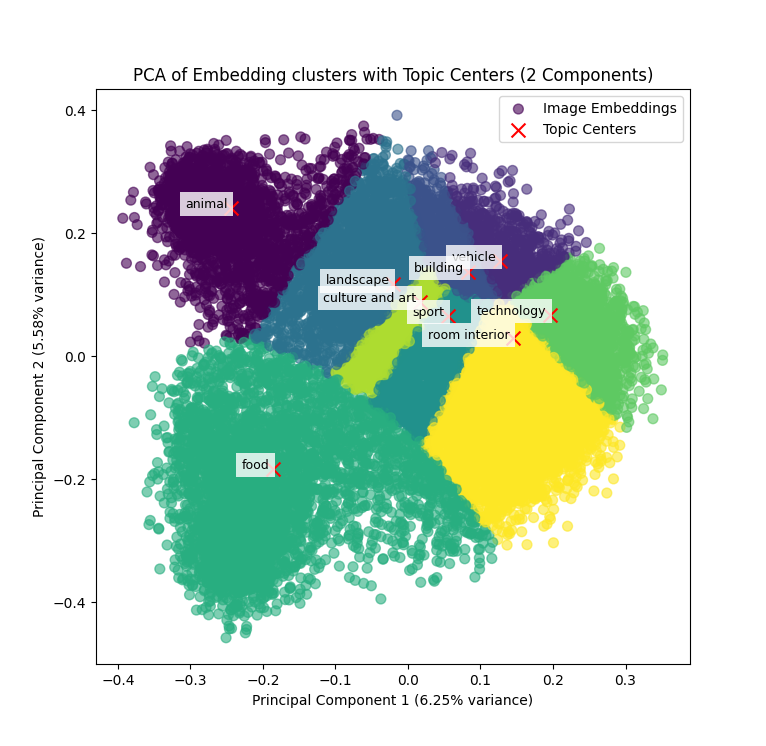 PCA of Embedding clusters with Topic Centers (2 Components)
Image Embeddings
Topic Centers
0.4
0.2
0.0
−0.2
−0.4
Principal Component 2 (5.58% variance)
animal
vehicle
building
landscape
culture and art
sport
technology
room interior
food
−0.4
−0.3
−0.2
−0.1
0.0
0.1
0.2
0.3
Principal Component 1 (6.25% variance)